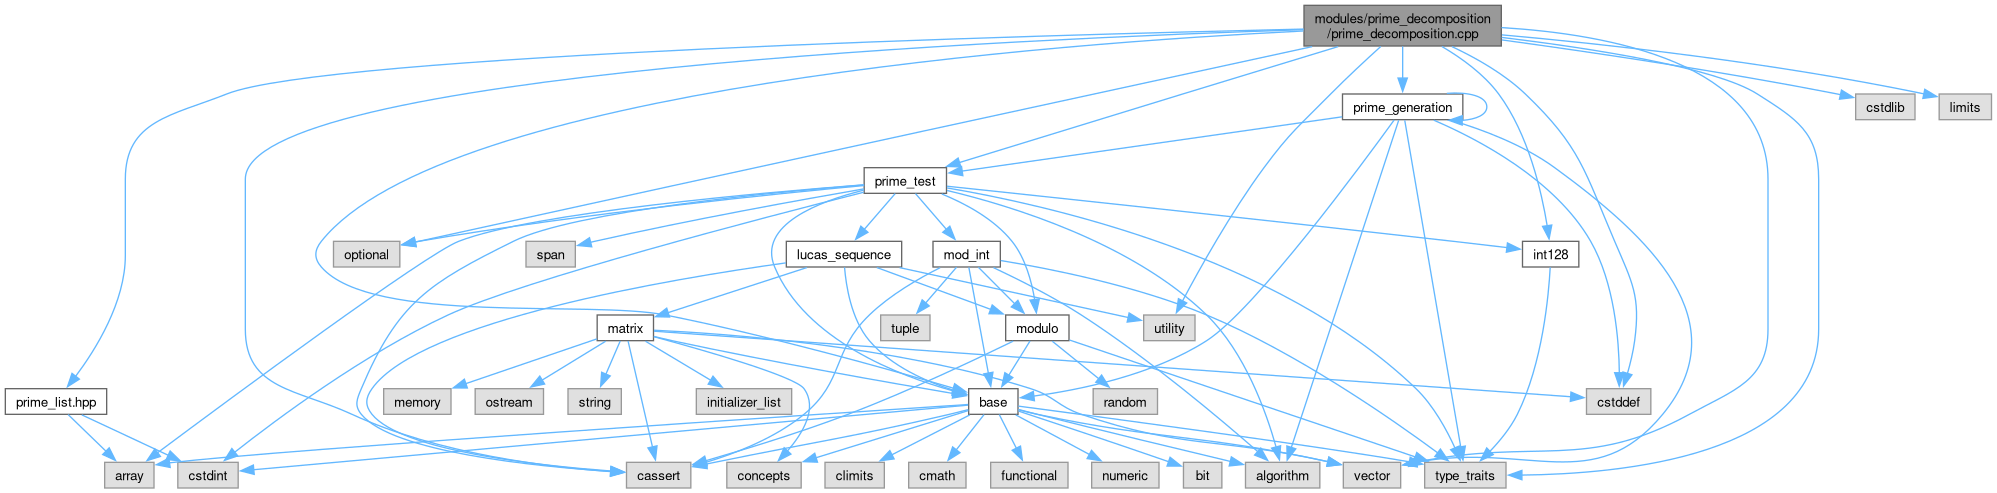 modules/prime_decomposition
/prime_decomposition.cpp
prime_generation
cstdlib
limits
prime_test
optional
span
lucas_sequence
mod_int
int128
matrix
tuple
modulo
utility
prime_list.hpp
memory
ostream
string
initializer_list
base
random
cstddef
array
cstdint
cassert
concepts
climits
cmath
functional
numeric
bit
algorithm
vector
type_traits